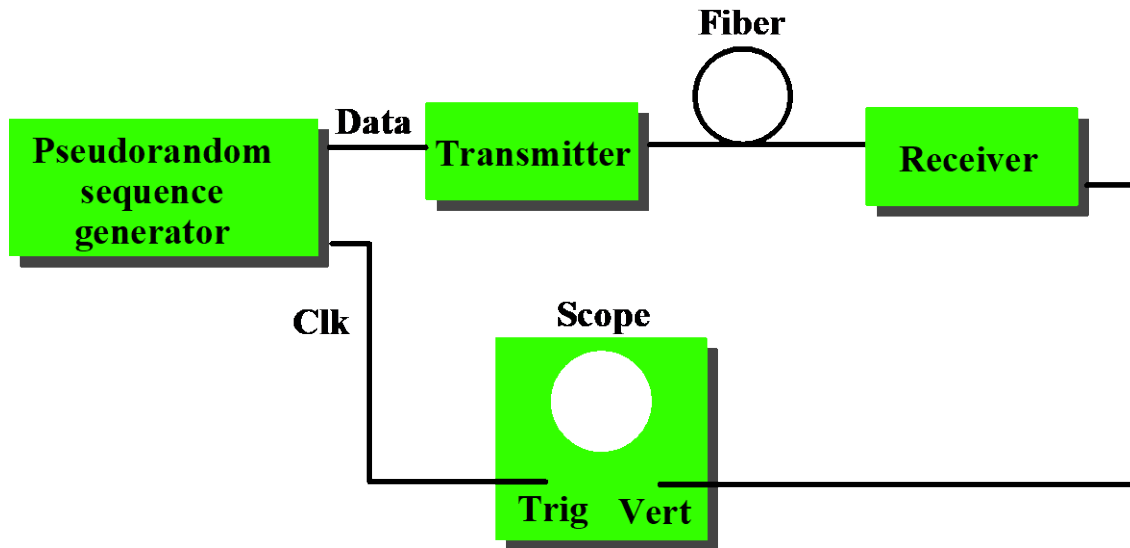 Fiber
Data
Pseudorandom
sequence
generator
Transmitter
Receiver
Clk
Scope
Trig
Vert